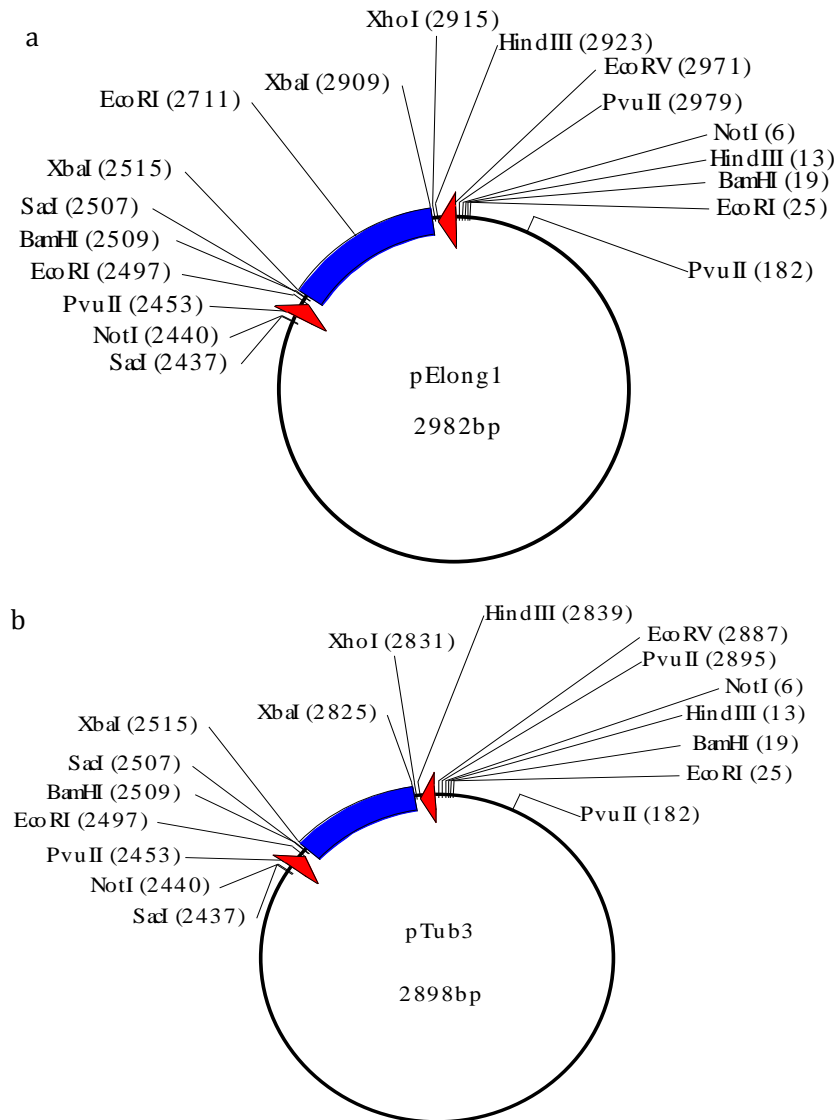 a
XhoI (2915)
HindIII (2923)
EcoRV (2971)
XbaI (2909)
PvuII (2979)
EcoRI (2711)
NotI (6)
HindIII (13)
XbaI (2515)
BamHI (19)
SacI (2507)
EcoRI (25)
BamHI (2509)
EcoRI (2497)
PvuII (182)
PvuII (2453)
NotI (2440)
SacI (2437)
pElong1
2982bp
b
HindIII (2839)
EcoRV (2887)
XhoI (2831)
PvuII (2895)
NotI (6)
XbaI (2825)
HindIII (13)
XbaI (2515)
BamHI (19)
SacI (2507)
EcoRI (25)
BamHI (2509)
EcoRI (2497)
PvuII (182)
PvuII (2453)
NotI (2440)
SacI (2437)
pTub3
2898bp